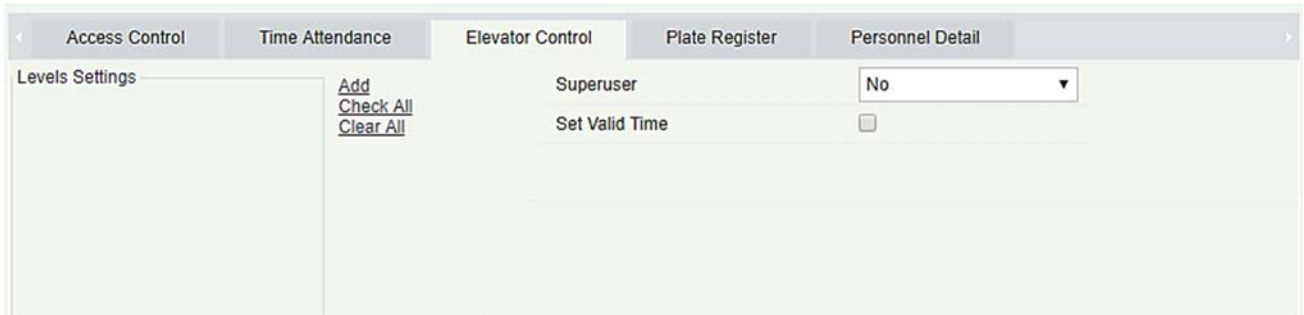 Access Control Time Attendance Elevator Control Plate Register Personnel Detail
Levels Settings
Add
Check All
Clear All
Superuser No
Set Valid Time